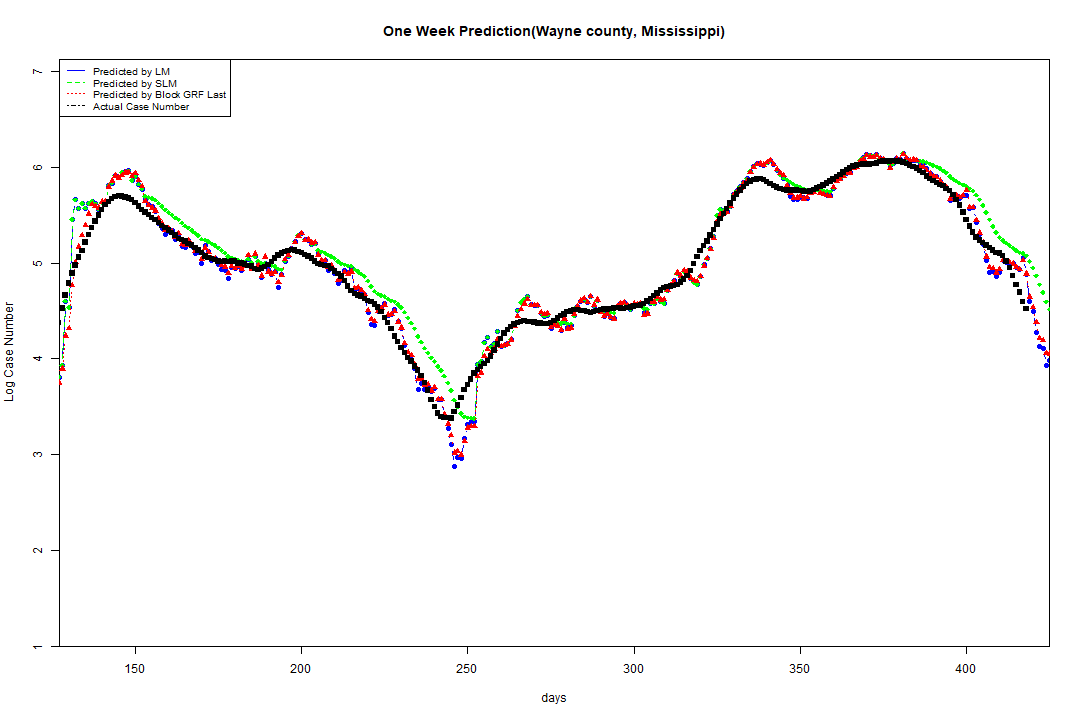 One Week Prediction(Wayne county, Mississippi)
7
Predicted by LM
Predicted by SLM
Predicted by Block GRF Last
Actual Case Number
6
5
4
3
2
1
Log Case Number
150 200 250 300 350 400
days